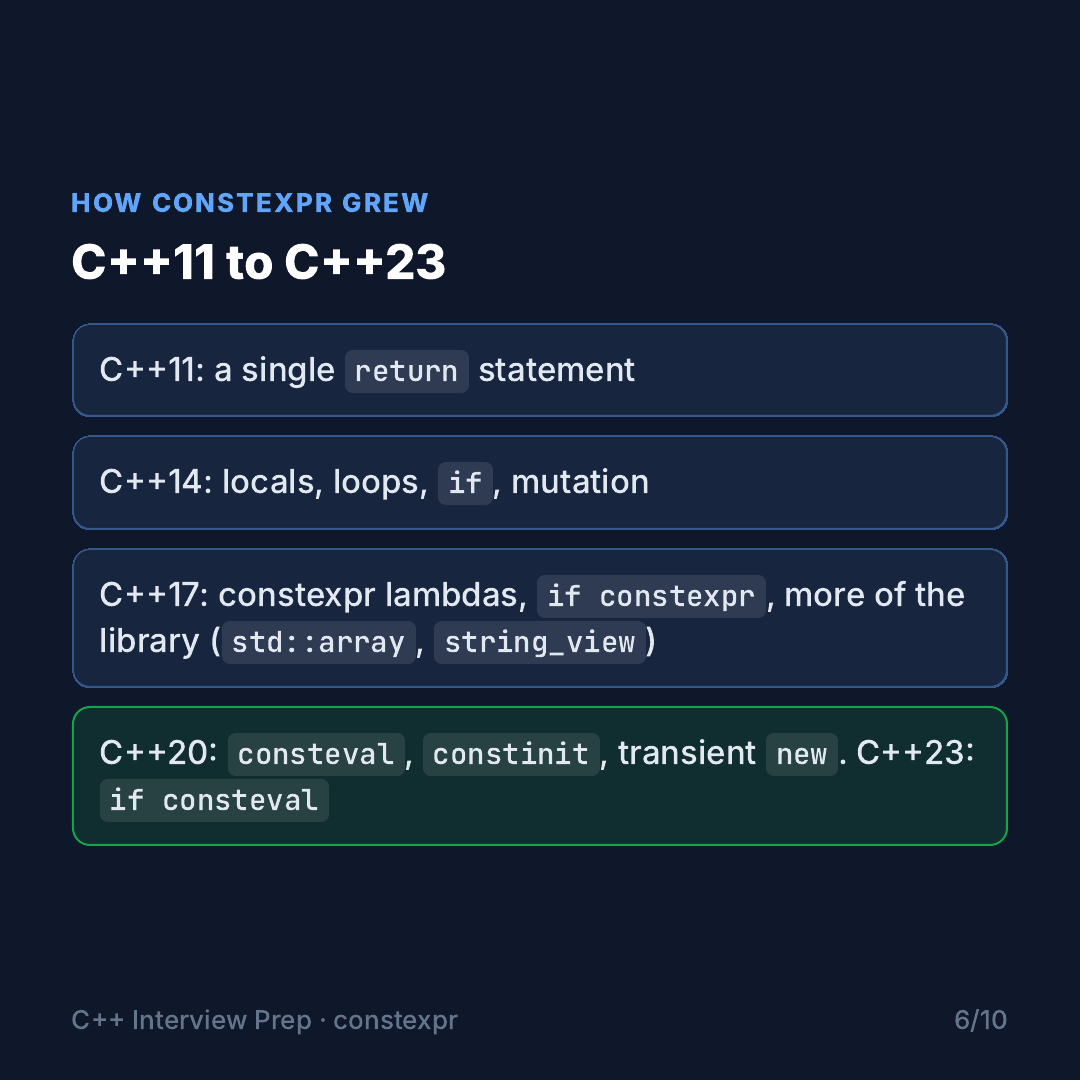 HOW CONSTEXPR GREW
C++11 to C++23
C++11: a single return statement
C++14: locals, loops, if, mutation
C++17: constexpr lambdas, if constexpr, more of the
library (std::array, string_view)
C++20: consteval, constinit, transient new. C++23:
if consteval
C++ Interview Prep · constexpr
6/10